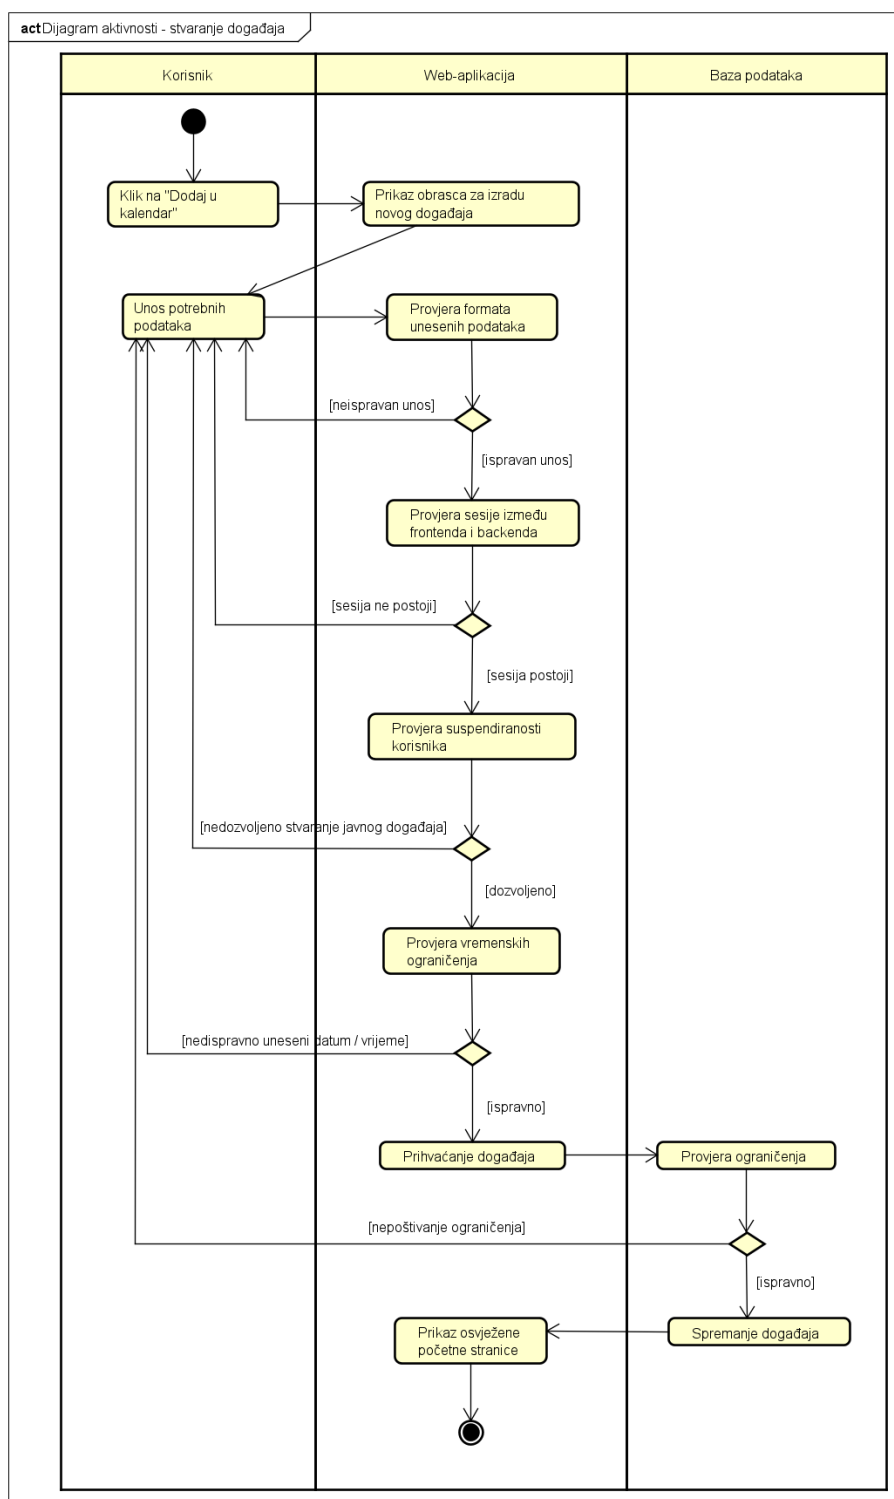 act Dijagram aktivnosti - stvaranje događaja
Korisnik
Web-aplikacija
Baza podataka
Klik na "Dodaj u
kalendar"
Prikaz obrasca za izradu
novog događaja
Unos potrebnih
podataka
Provjera formata
unesenih podataka
[neispravan unos]
[ispravan unos]
Provjera sesije između
frontenda i backenda
[sesija ne postoji]
[sesija postoji]
Provjera suspendiranosti
korisnika
[nedozvoljeno stvaranje javnog događaja]
[dozvoljeno]
Provjera vremenskih
ograničenja
[nedispravno uneseni datum / vrijeme]
[ispravno]
Prihvaćanje događaja
Provjera ograničenja
[nepoštivanje ograničenja]
[ispravno]
Prikaz osvježene
početne stranice
Spremanje događaja